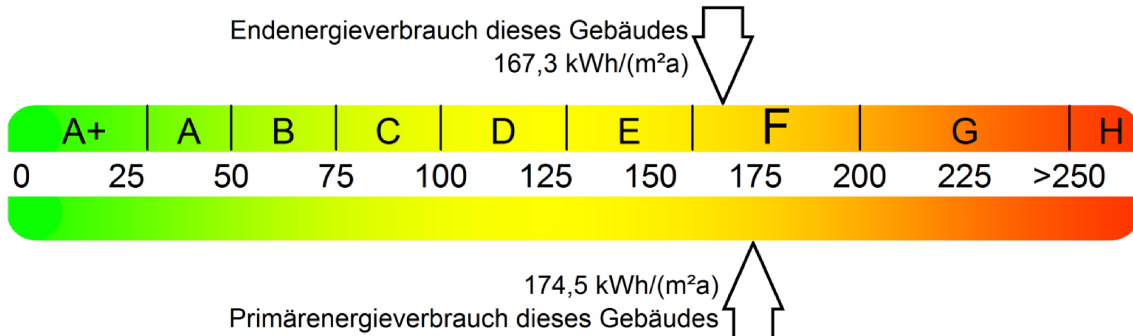 Endenergieverbrauch dieses Gebäudes
167,3 kWh/(m²a)
A+ A B C D E F G H
0 25 50 75 100 125 150 175 200 225 >250
174,5 kWh/(m²a)
Primärenergieverbrauch dieses Gebäudes